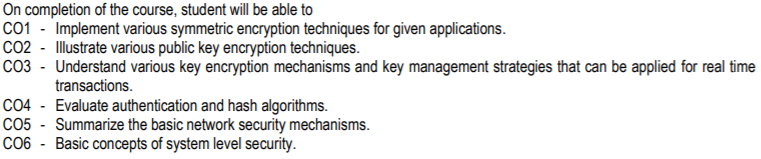 On completion of the course, student will be able to
CO1 - Implement various symmetric encryption techniques for given applications.
CO2 - Illustrate various public key encryption techniques.
CO3 - Understand various key encryption mechanisms and key management strategies that can be applied for real time
transactions.
CO4 - Evaluate authentication and hash algorithms.
CO5 - Summarize the basic network security mechanisms.
CO6 - Basic concepts of system level security.